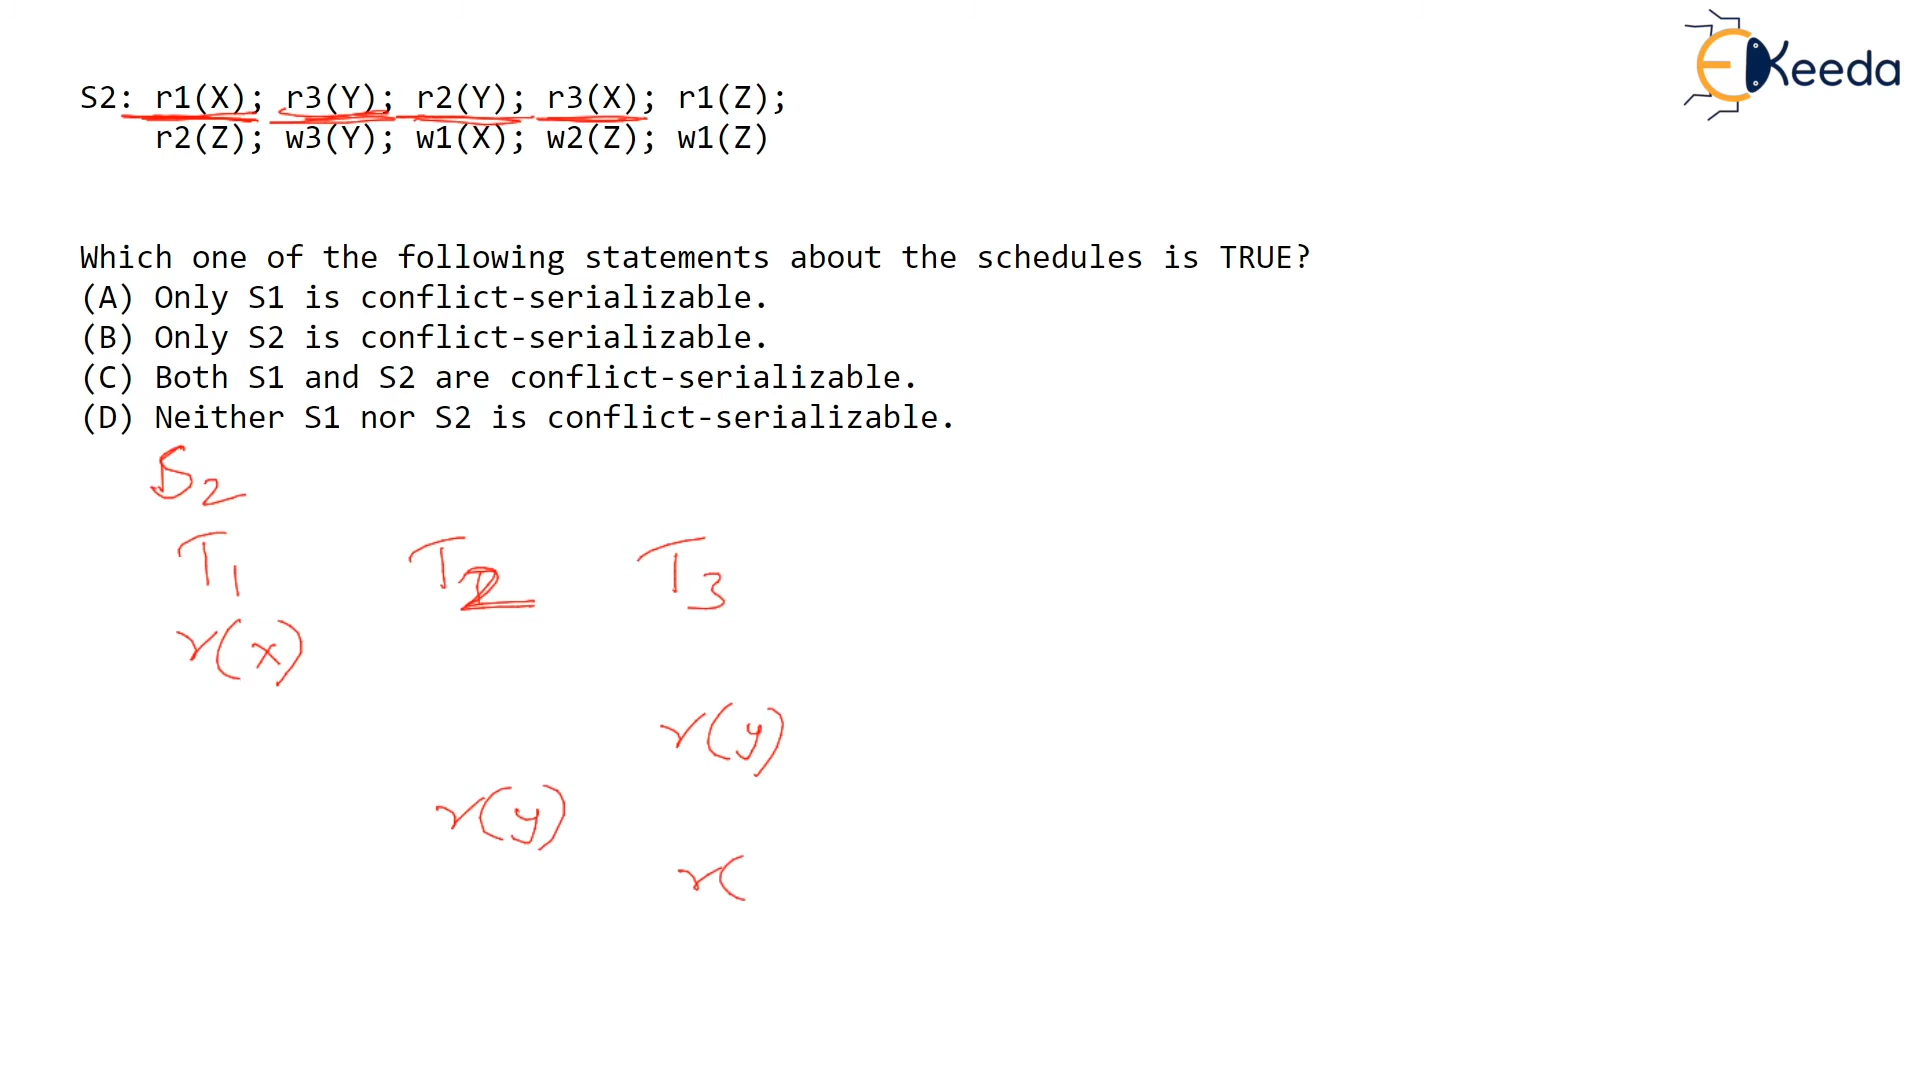 Keeda
S2: r1(X); r3(Y); r2(Y); r3(X); r1(Z);
r2(Z); w3(Y); w1(X); w2(Z); w1(Z)
Which one of the following statements about the schedules is TRUE?
(A) Only S1 is conflict-serializable.
(B) Only S2 is conflict-serializable.
(C) Both S1 and S2 are conflict-serializable.
(D) Neither S1 nor S2 is conflict-serializable.
S2
T1 T2 T3
r(x)
r(y)
r(y)
r(